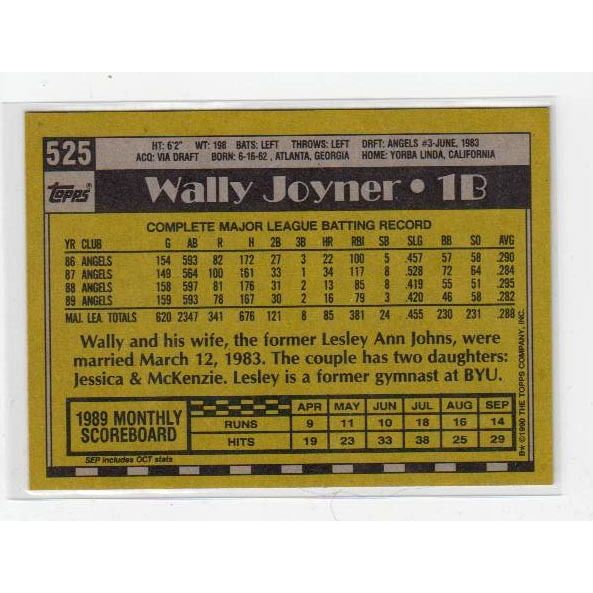 525
HT: 6'2" WT: 198 BATS: LEFT THROWS: LEFT DRFT: ANGELS #3-JUNE, 1983
ACQ: VIA DRAFT BORN: 6-16-62, ATLANTA, GEORGIA HOME: YORBA LINDA, CALIFORNIA
TOPPS® Wally Joyner • 1B
COMPLETE MAJOR LEAGUE BATTING RECORD
YR CLUB G AB R H 2B 3B HR RBI SB SLG BB SO AVG
86 ANGELS 154 593 82 172 27 3 22 100 5 .457 57 58 .290
87 ANGELS 149 564 100 161 33 1 34 117 8 .528 72 64 .284
88 ANGELS 158 597 81 176 31 2 13 85 8 .419 55 51 .295
89 ANGELS 159 593 78 167 30 2 16 79 3 .420 46 58 .282
MAJ. LEA. TOTALS 620 2347 341 676 121 8 85 381 24 .455 230 231 .288
Wally and his wife, the former Lesley Ann Johns, were
married March 12, 1983. The couple has two daughters:
Jessica & McKenzie. Lesley is a former gymnast at BYU.
1989 MONTHLY
SCOREBOARD
APR MAY JUN JUL AUG SEP
RUNS 9 11 10 18 16 14
HITS 19 23 33 38 25 29
SEP includes OCT stats
B* ©1990 THE TOPPS COMPANY, INC.